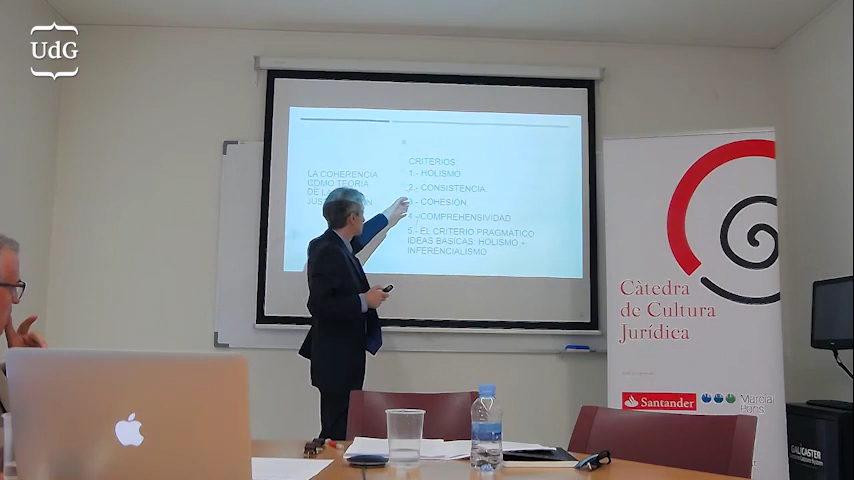 UdG
LA COHERENCIA
COMO TEORÍA
DE LA
CRITERIOS
1.- HOLISMO
2.- CONSISTENCIA
3.- COHESIÓN
4.- COMPREHENSIVIDAD
5.- EL CRITERIO PRAGMÁTICO
IDEAS BÁSICAS: HOLISMO +
INFERENCIALISMO
Càtedra
de Cultura
Jurídica
Santander
Marcial
Pons
GALICASTER